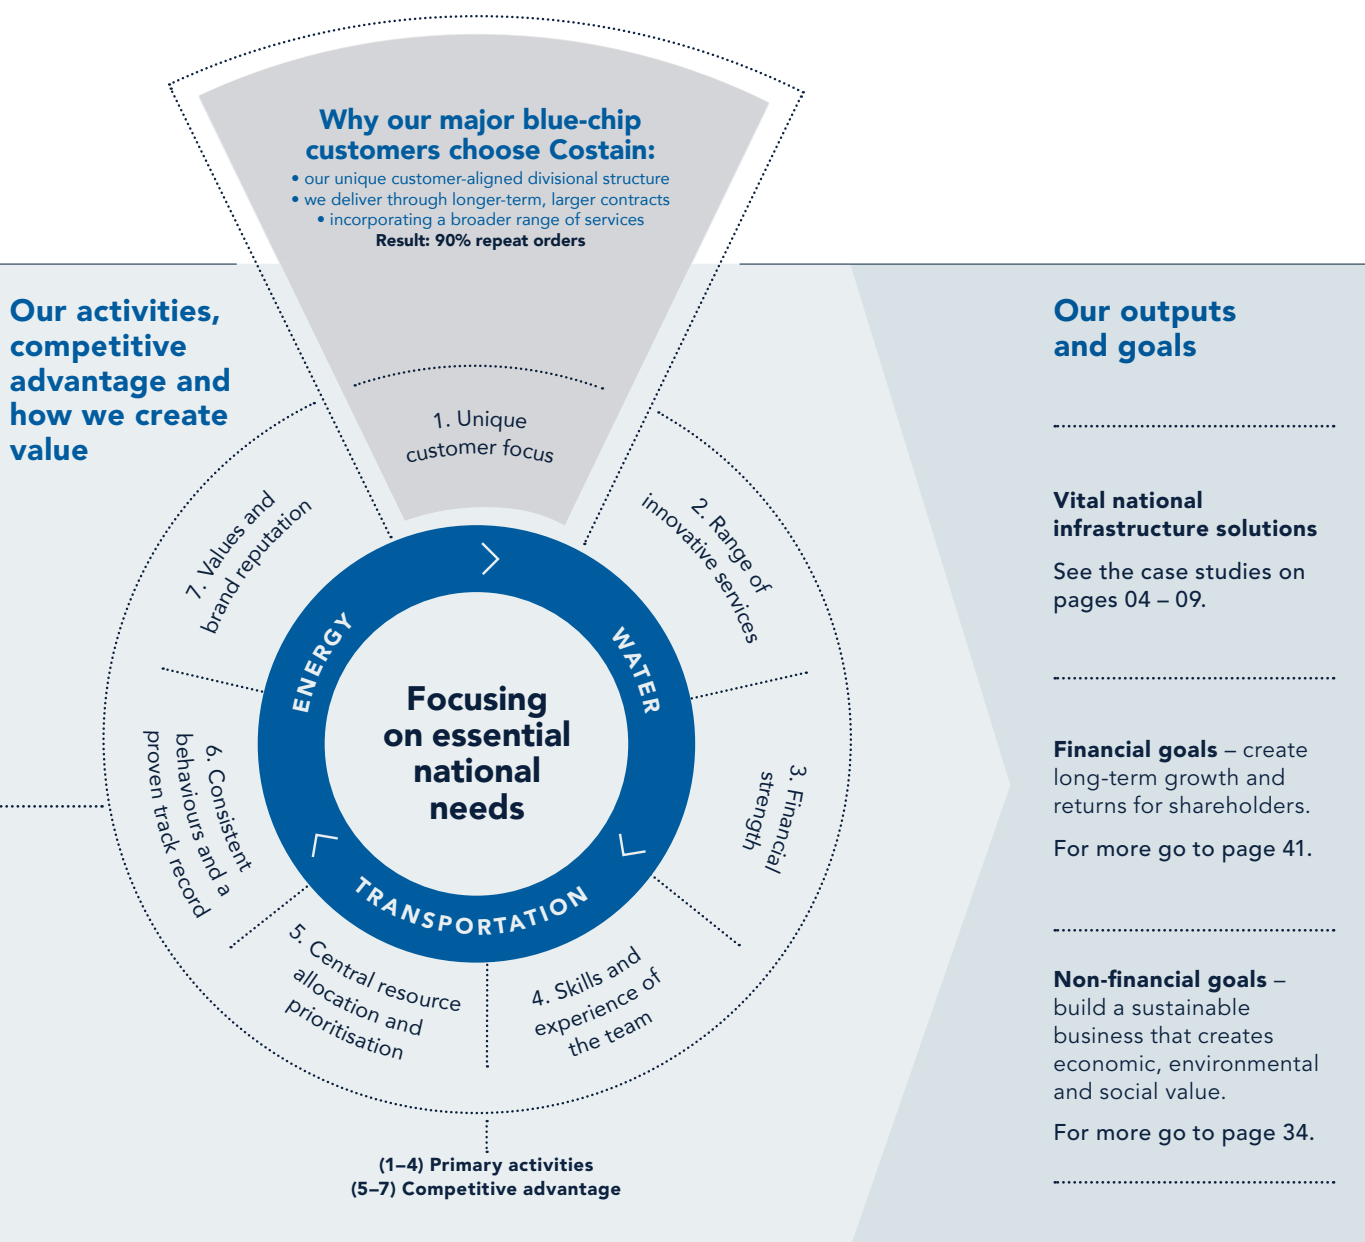 Why our major blue-chip
customers choose Costain:
• our unique customer-aligned divisional structure
• we deliver through longer-term, larger contracts
• incorporating a broader range of services
Result: 90% repeat orders
Our activities,
competitive
advantage and
how we create
value
1. Unique
customer focus
2. Range of
innovative services
3. Financial
strength
4. Skills and
experience of
the team
5. Central resource
allocation and
prioritisation
6. Consistent
behaviours and a
proven track record
7. Values and
brand reputation
ENERGY
WATER
TRANSPORTATION
Focusing
on essential
national
needs
(1–4) Primary activities
(5–7) Competitive advantage
Our outputs
and goals
Vital national
infrastructure solutions
See the case studies on
pages 04 – 09.
Financial goals – create
long-term growth and
returns for shareholders.
For more go to page 41.
Non-financial goals –
build a sustainable
business that creates
economic, environmental
and social value.
For more go to page 34.